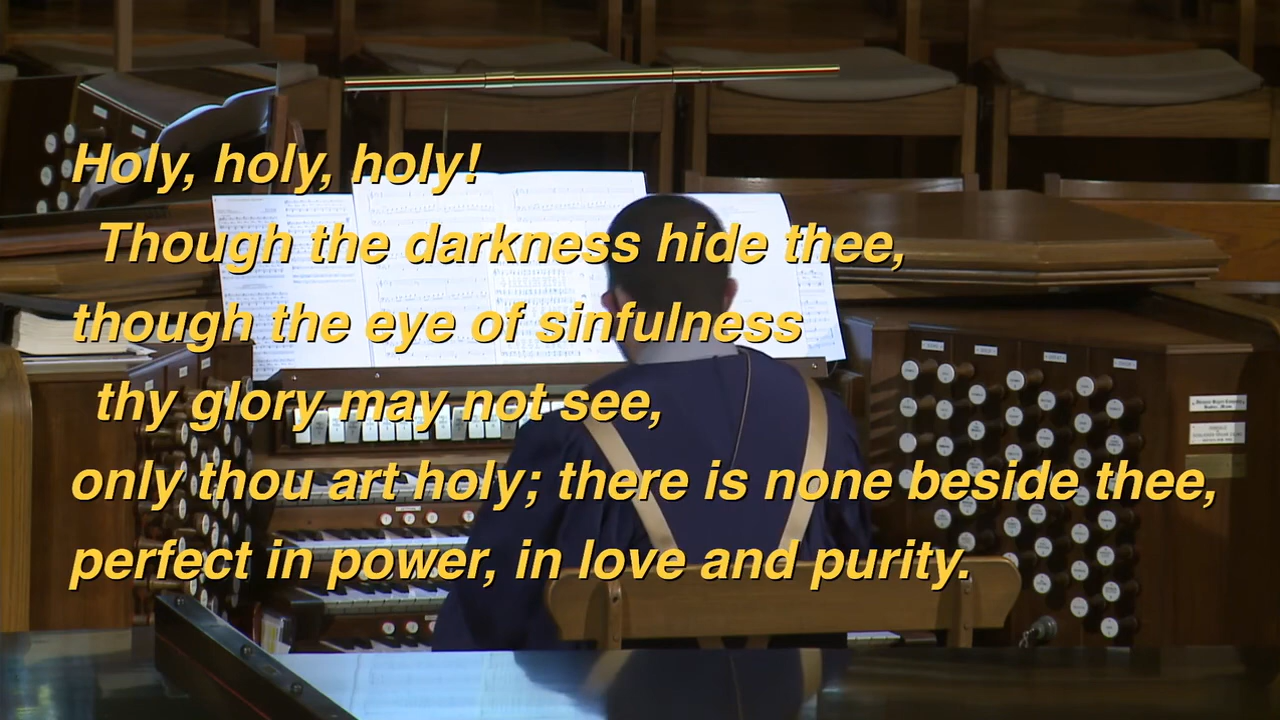 Holy, holy, holy!
Though the darkness hide thee,
though the eye of sinfulness
thy glory may not see,
only thou art holy; there is none beside thee,
perfect in power, in love and purity.